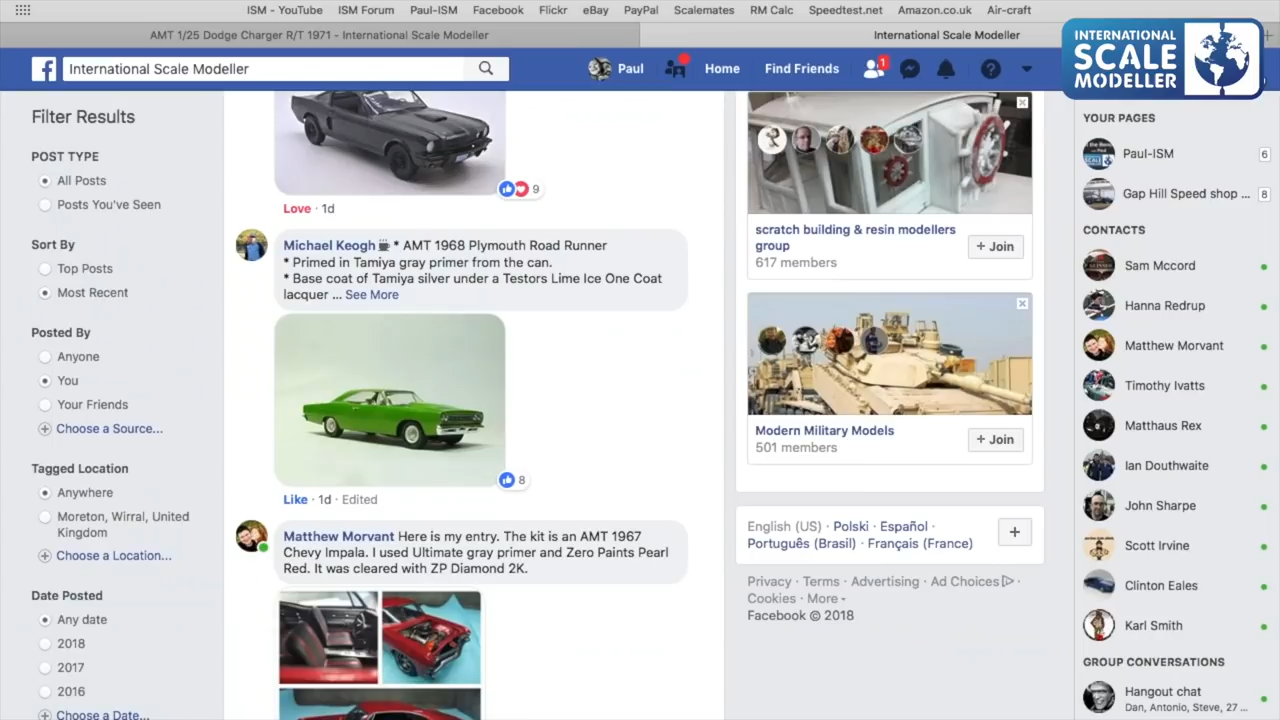 ISM - YouTube ISM Forum Paul-ISM Facebook Flickr eBay PayPal Scalemates RM Calc Speedtest.net Amazon.co.uk Air-craft
AMT 1/25 Dodge Charger R/T 1971 - International Scale Modeller
International Scale Modeller
INTERNATIONAL
SCALE
MODELLER
International Scale Modeller
Paul
Home
Find Friends
1
Filter Results
POST TYPE
All Posts
Posts You've Seen
Sort By
Top Posts
Most Recent
Posted By
Anyone
You
Your Friends
Choose a Source...
Tagged Location
Anywhere
Moreton, Wirral, United
Kingdom
Choose a Location...
Date Posted
Any date
2018
2017
2016
Choose a Date...
9
Love · 1d
Michael Keogh * AMT 1968 Plymouth Road Runner
* Primed in Tamiya gray primer from the can.
* Base coat of Tamiya silver under a Testors Lime Ice One Coat
lacquer ... See More
8
Like · 1d · Edited
Matthew Morvant Here is my entry. The kit is an AMT 1967
Chevy Impala. I used Ultimate gray primer and Zero Paints Pearl
Red. It was cleared with ZP Diamond 2K.
scratch building & resin modellers
group
617 members
+ Join
Modern Military Models
501 members
+ Join
English (US) · Polski · Español ·
Português (Brasil) · Français (France)
Privacy · Terms · Advertising · Ad Choices ·
Cookies · More
Facebook © 2018
YOUR PAGES
Paul-ISM 6
Gap Hill Speed shop ... 8
CONTACTS
Sam Mccord
Hanna Redrup
Matthew Morvant
Timothy Ivatts
Matthaus Rex
Ian Douthwaite
John Sharpe
Scott Irvine
Clinton Eales
Karl Smith
GROUP CONVERSATIONS
Hangout chat
Dan, Antonio, Steve, 27 ...